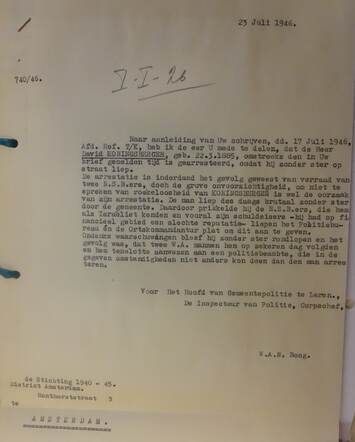 23 Juli 1946.
740/46.
I-I-26
Naar aanleiding van Uw schrijven, dd. 17 Juli 1946,
Afd. Ref. T/K, heb ik de eer U mede te delen, dat de Heer
David KONINGSBERGER, geb. 22.3.1885, omstreeks den in Uw
brief gemelden tijd is gearresteerd, omdat hij zonder ster op
straat liep.
De arrestatie is inderdaad het gevolg geweest van verraad van
twee N.S.B.ers, doch de grove onvoorzichtigheid, om niet te
spreken van roekeloosheid van KONINGSBERGER is wel de oorzaak
van zijn arrestatie. De man liep des daags brutaal zonder ster
door de gemeente. Daardoor prikkelde hij de N.S.B.ers, die hem
als Israëliet kenden en vooral zijn schuldeisers -hij had op fi-
nancieel gebied een slechte reputatie- liepen het Politiebu-
reau én de Ortskommandantur plat om dit aan te geven.
Ondanks waarschuwingen bleef hij zonder ster rondlopen en het
gevolg was, dat twee W.A. mannen hem op zekeren dag volgden
en hem tenslotte aanwezen aan een politiebeambte, die in de
gegeven omstandigheden niet anders kon doen dan den man arres-
teren.
Voor Het Hoofd van Gemeentepolitie te Laren.,
De Inspecteur van Politie, Corpschef,
W.A.N. Boog.
de Stichting 1940 - 45.
District Amsterdam.
3
te
AMSTERDAM.